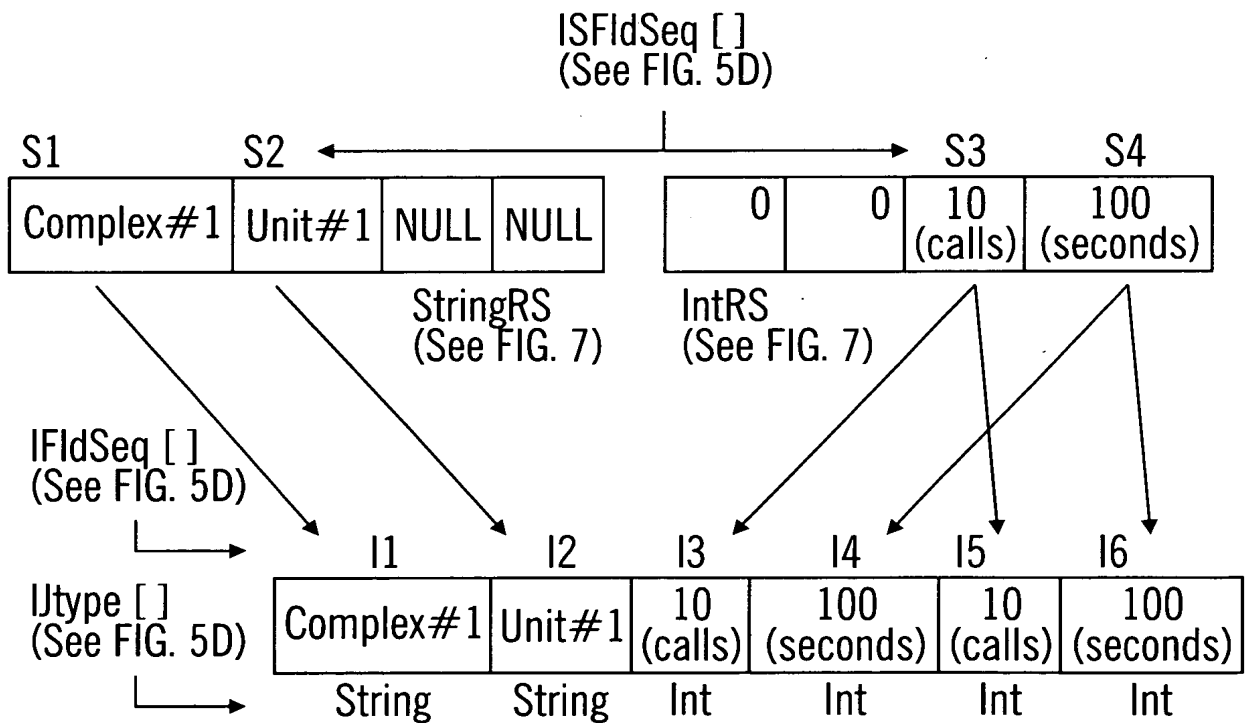 ISFldSeq [ ]
(See FIG. 5D)
S1 S2 S3 S4
Complex#1 Unit#1 NULL NULL 0 0 10 (calls) 100 (seconds)
StringRS
(See FIG. 7)
IntRS
(See FIG. 7)
IFldSeq [ ]
(See FIG. 5D)
I1 I2 I3 I4 I5 I6
IJtype [ ]
(See FIG. 5D)
Complex#1 Unit#1 10 (calls) 100 (seconds) 10 (calls) 100 (seconds)
String String Int Int Int Int